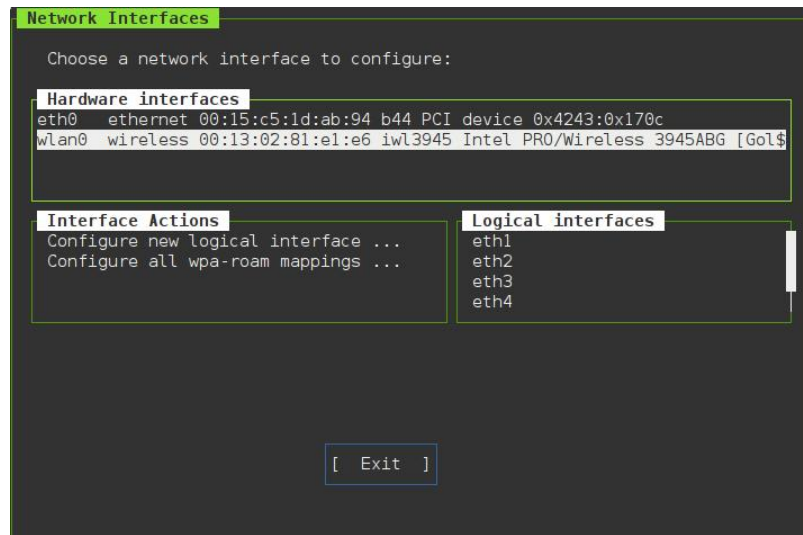 Network Interfaces
Choose a network interface to configure:
Hardware interfaces
eth0 ethernet 00:15:c5:1d:ab:94 b44 PCI device 0x4243:0x170c
wlan0 wireless 00:13:02:81:e1:e6 iwl3945 Intel PRO/Wireless 3945ABG [Gol$
Interface Actions
Configure new logical interface ...
Configure all wpa-roam mappings ...
Logical interfaces
eth1
eth2
eth3
eth4
[ Exit ]